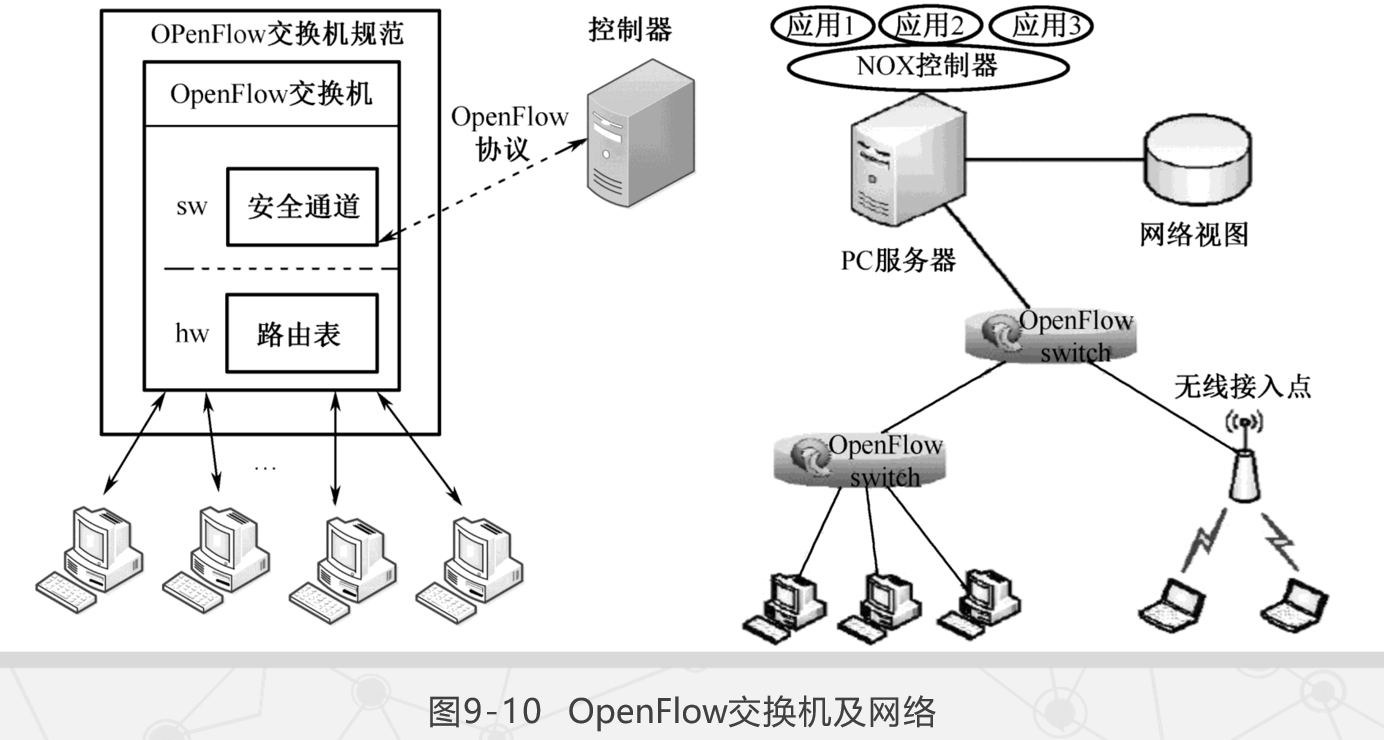 OPenFlow交换机规范
OpenFlow交换机
sw
安全通道
hw
路由表
...
OpenFlow
协议
控制器
应用1
应用2
应用3
NOX控制器
PC服务器
网络视图
OpenFlow
switch
无线接入点
OpenFlow
switch
图9-10 OpenFlow交换机及网络